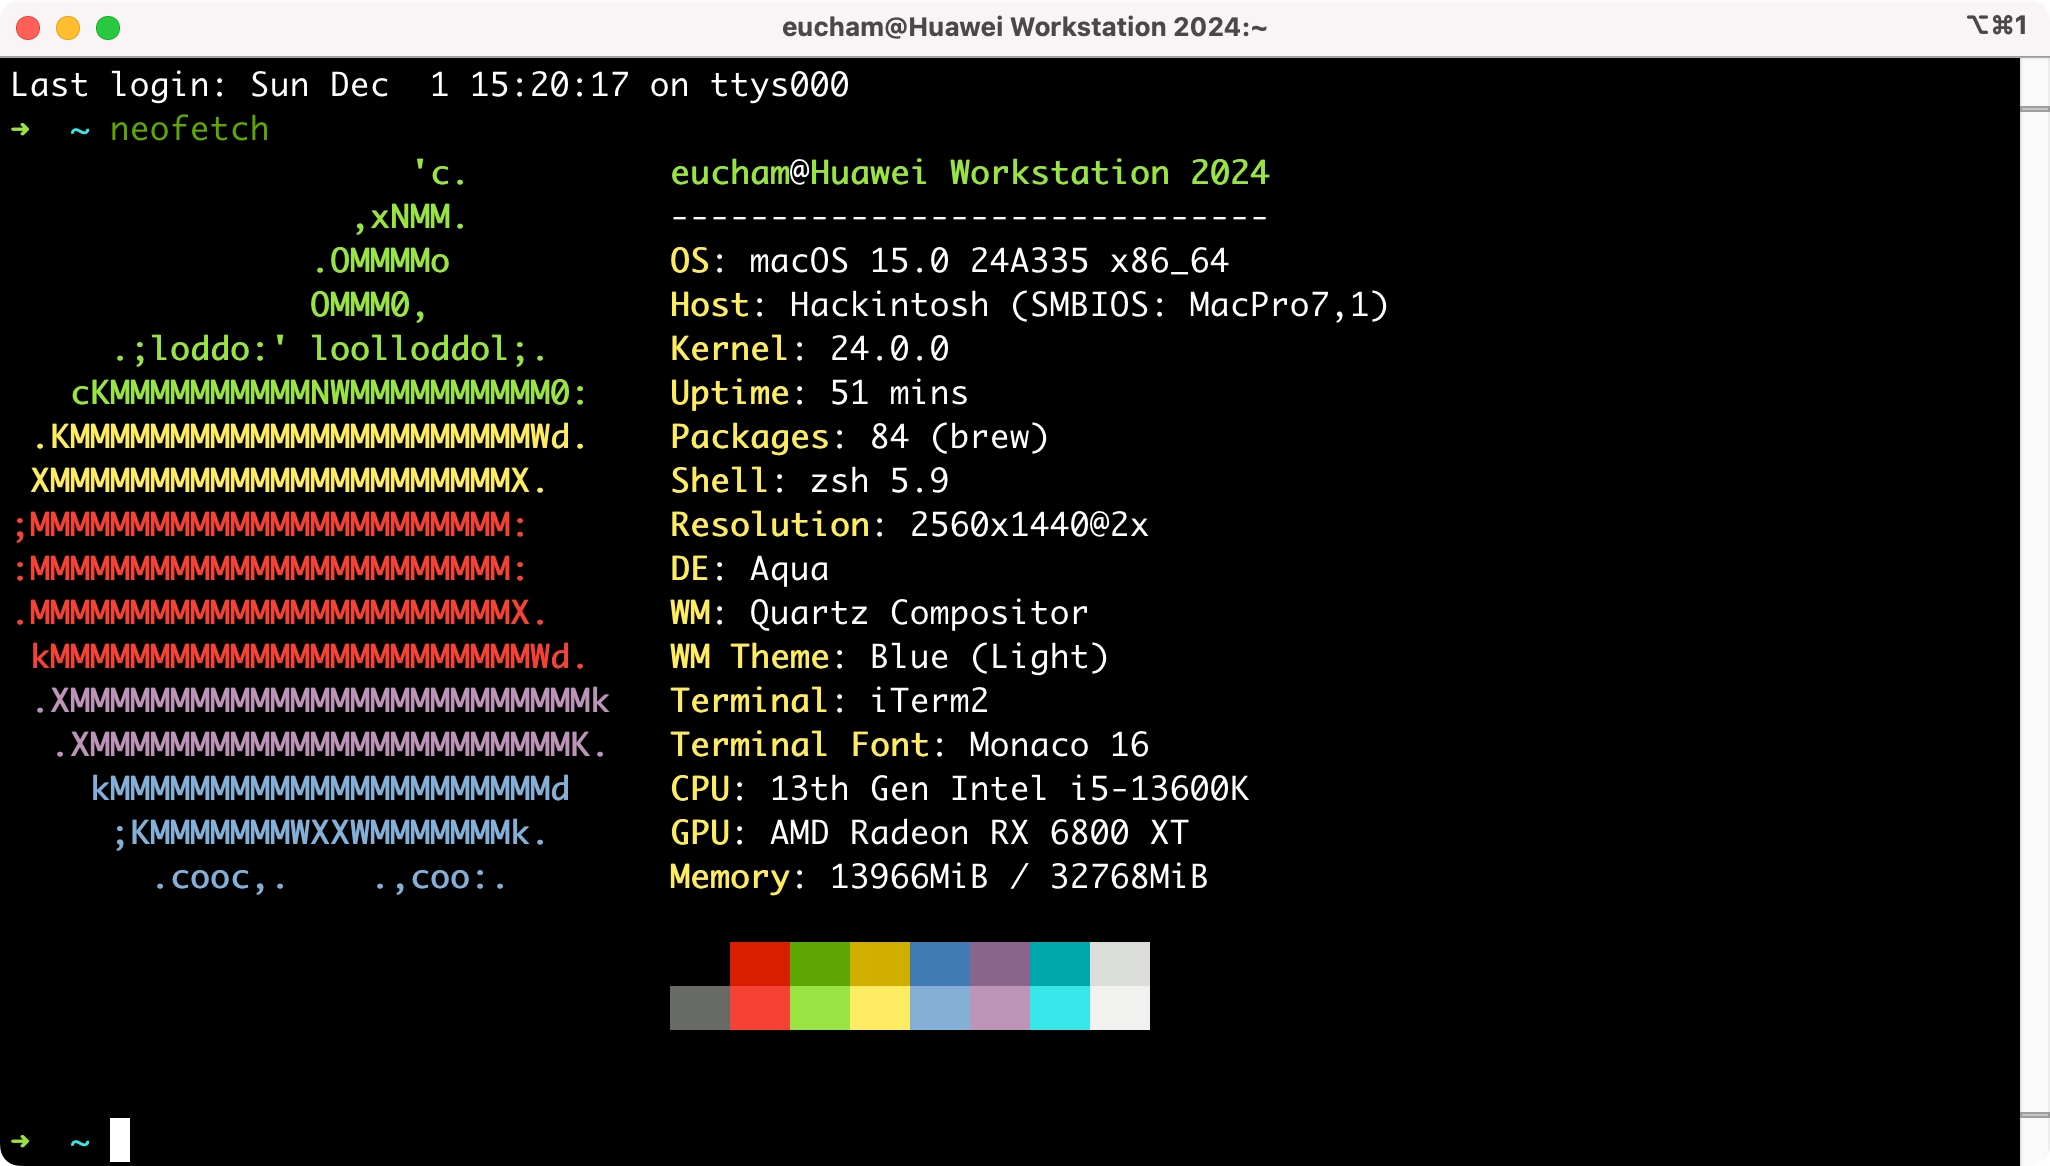 eucham@Huawei Workstation 2024:~
⌥⌘1
Last login: Sun Dec  1 15:20:17 on ttys000
➜  ~ neofetch
                    'c.          eucham@Huawei Workstation 2024
                 ,xNMM.          ------------------------------
               .OMMMMo           OS: macOS 15.0 24A335 x86_64
               OMMM0,            Host: Hackintosh (SMBIOS: MacPro7,1)
     .;loddo:' loolloddol;.      Kernel: 24.0.0
   cKMMMMMMMMMMNWMMMMMMMMMM0:    Uptime: 51 mins
 .KMMMMMMMMMMMMMMMMMMMMMMMWd.    Packages: 84 (brew)
 XMMMMMMMMMMMMMMMMMMMMMMMX.      Shell: zsh 5.9
;MMMMMMMMMMMMMMMMMMMMMMMM:       Resolution: 2560x1440@2x
:MMMMMMMMMMMMMMMMMMMMMMMM:       DE: Aqua
.MMMMMMMMMMMMMMMMMMMMMMMMX.      WM: Quartz Compositor
 kMMMMMMMMMMMMMMMMMMMMMMMMWd.    WM Theme: Blue (Light)
 .XMMMMMMMMMMMMMMMMMMMMMMMMMMk   Terminal: iTerm2
  .XMMMMMMMMMMMMMMMMMMMMMMMMK.   Terminal Font: Monaco 16
    kMMMMMMMMMMMMMMMMMMMMMMd     CPU: 13th Gen Intel i5-13600K
     ;KMMMMMMMWXXWMMMMMMMk.      GPU: AMD Radeon RX 6800 XT
       .cooc,.    .,coo:.        Memory: 13966MiB / 32768MiB
➜  ~